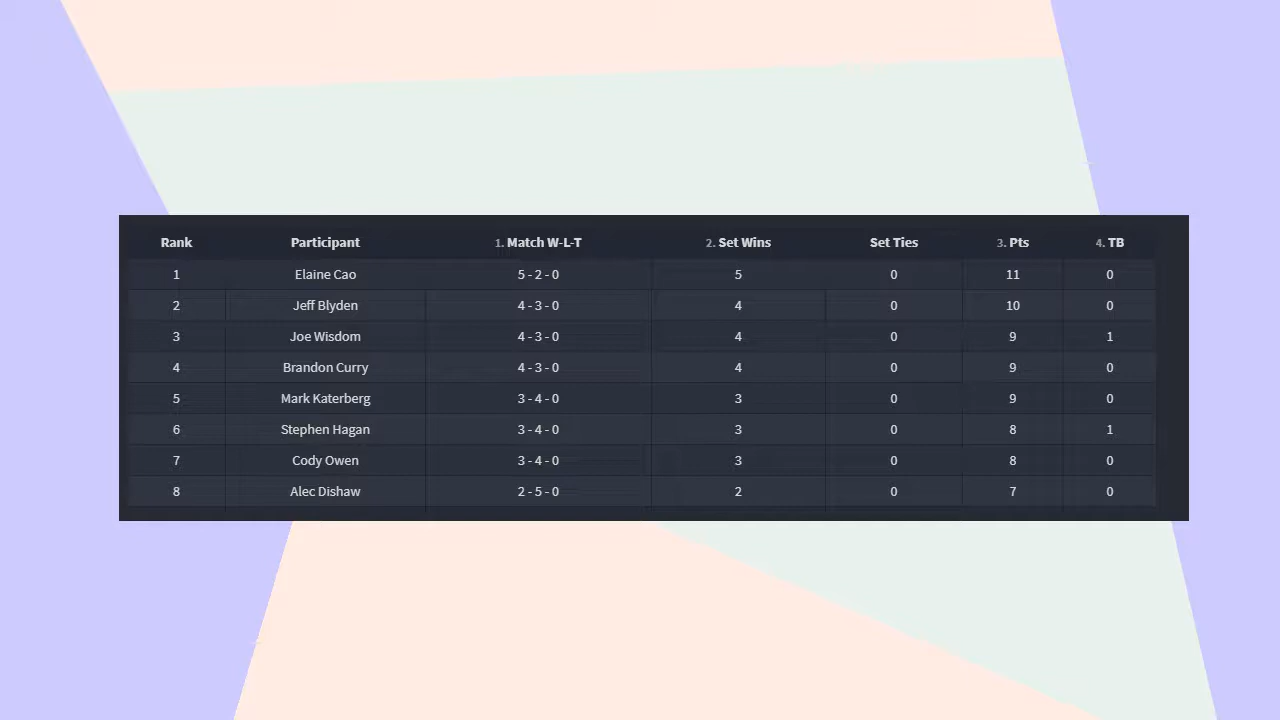 Rank Participant 1. Match W-L-T 2. Set Wins Set Ties 3. Pts 4. TB
1 Elaine Cao 5 - 2 - 0 5 0 11 0
2 Jeff Blyden 4 - 3 - 0 4 0 10 0
3 Joe Wisdom 4 - 3 - 0 4 0 9 1
4 Brandon Curry 4 - 3 - 0 4 0 9 0
5 Mark Katerberg 3 - 4 - 0 3 0 9 0
6 Stephen Hagan 3 - 4 - 0 3 0 8 1
7 Cody Owen 3 - 4 - 0 3 0 8 0
8 Alec Dishaw 2 - 5 - 0 2 0 7 0